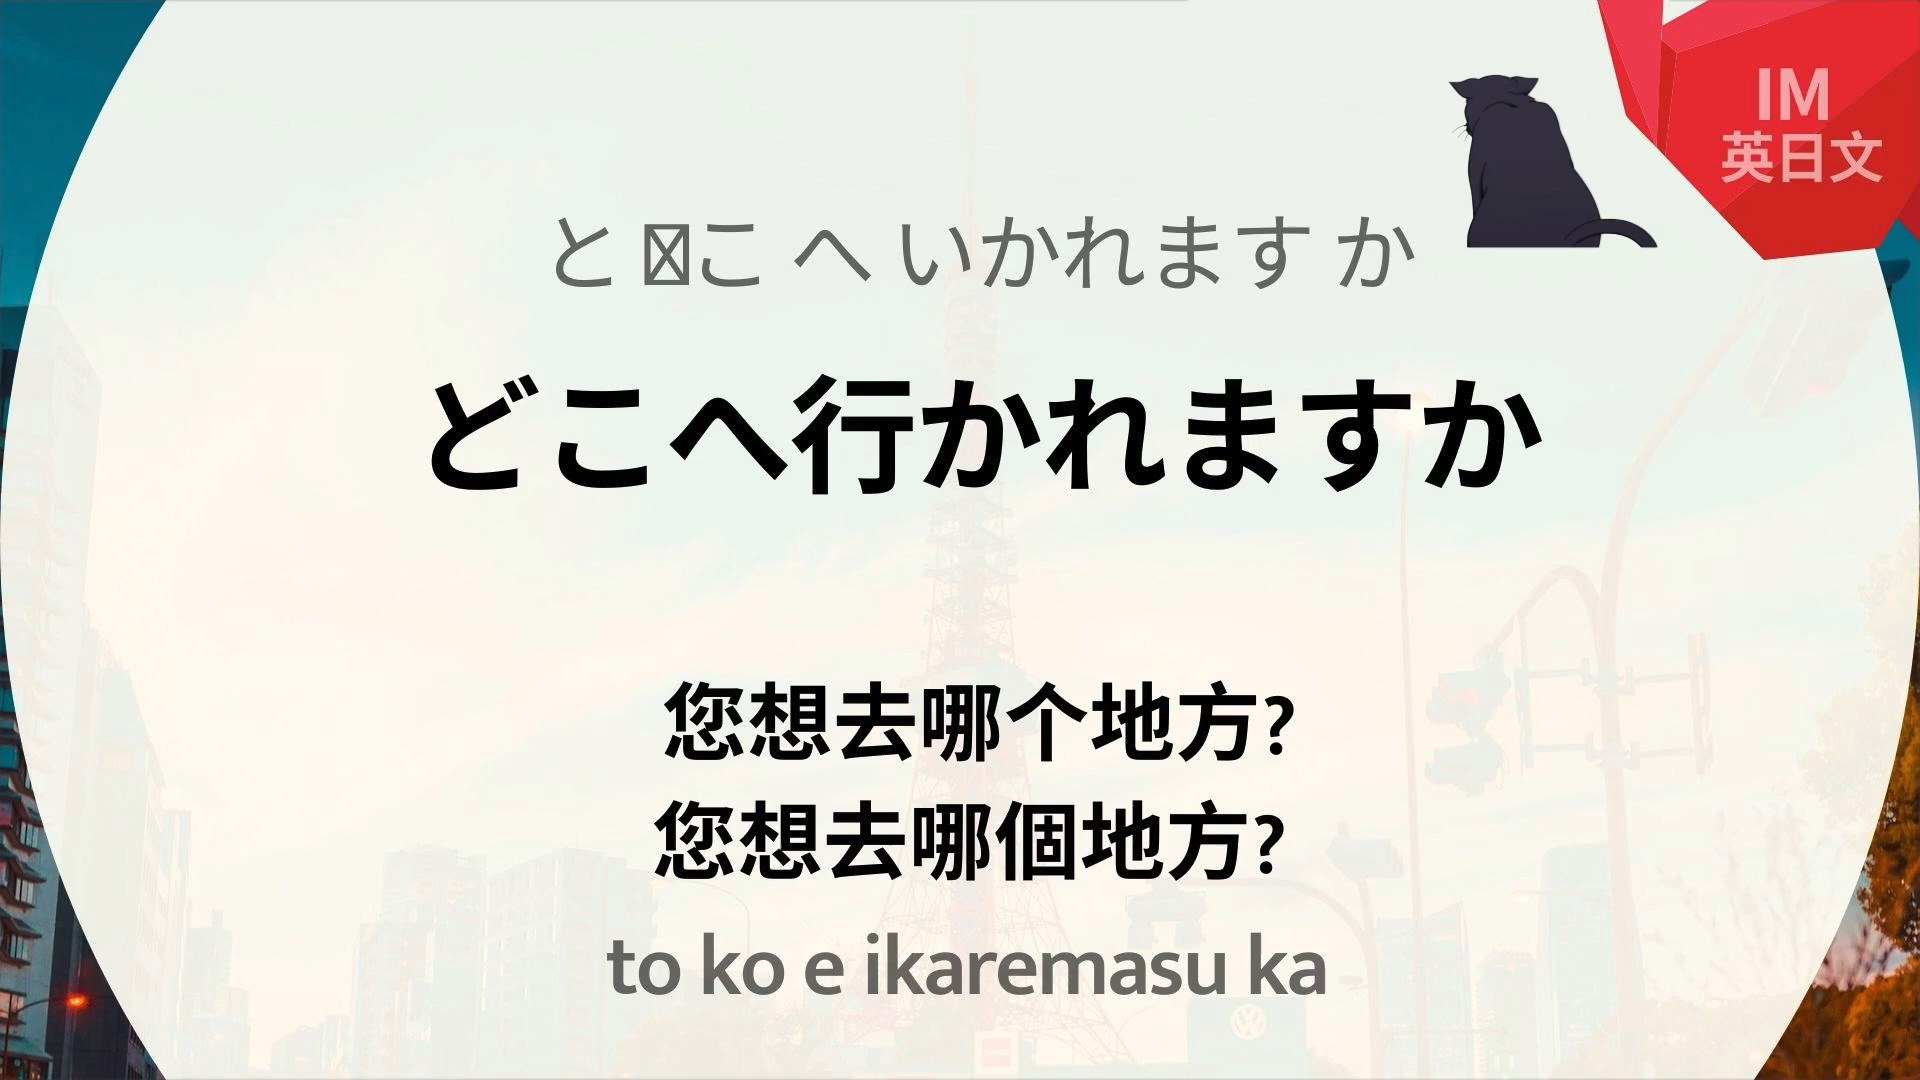 IM
英日文
と ゙こ へ いかれます か
どこへ行かれますか
您想去哪个地方?
您想去哪個地方?
to ko e ikaremasu ka